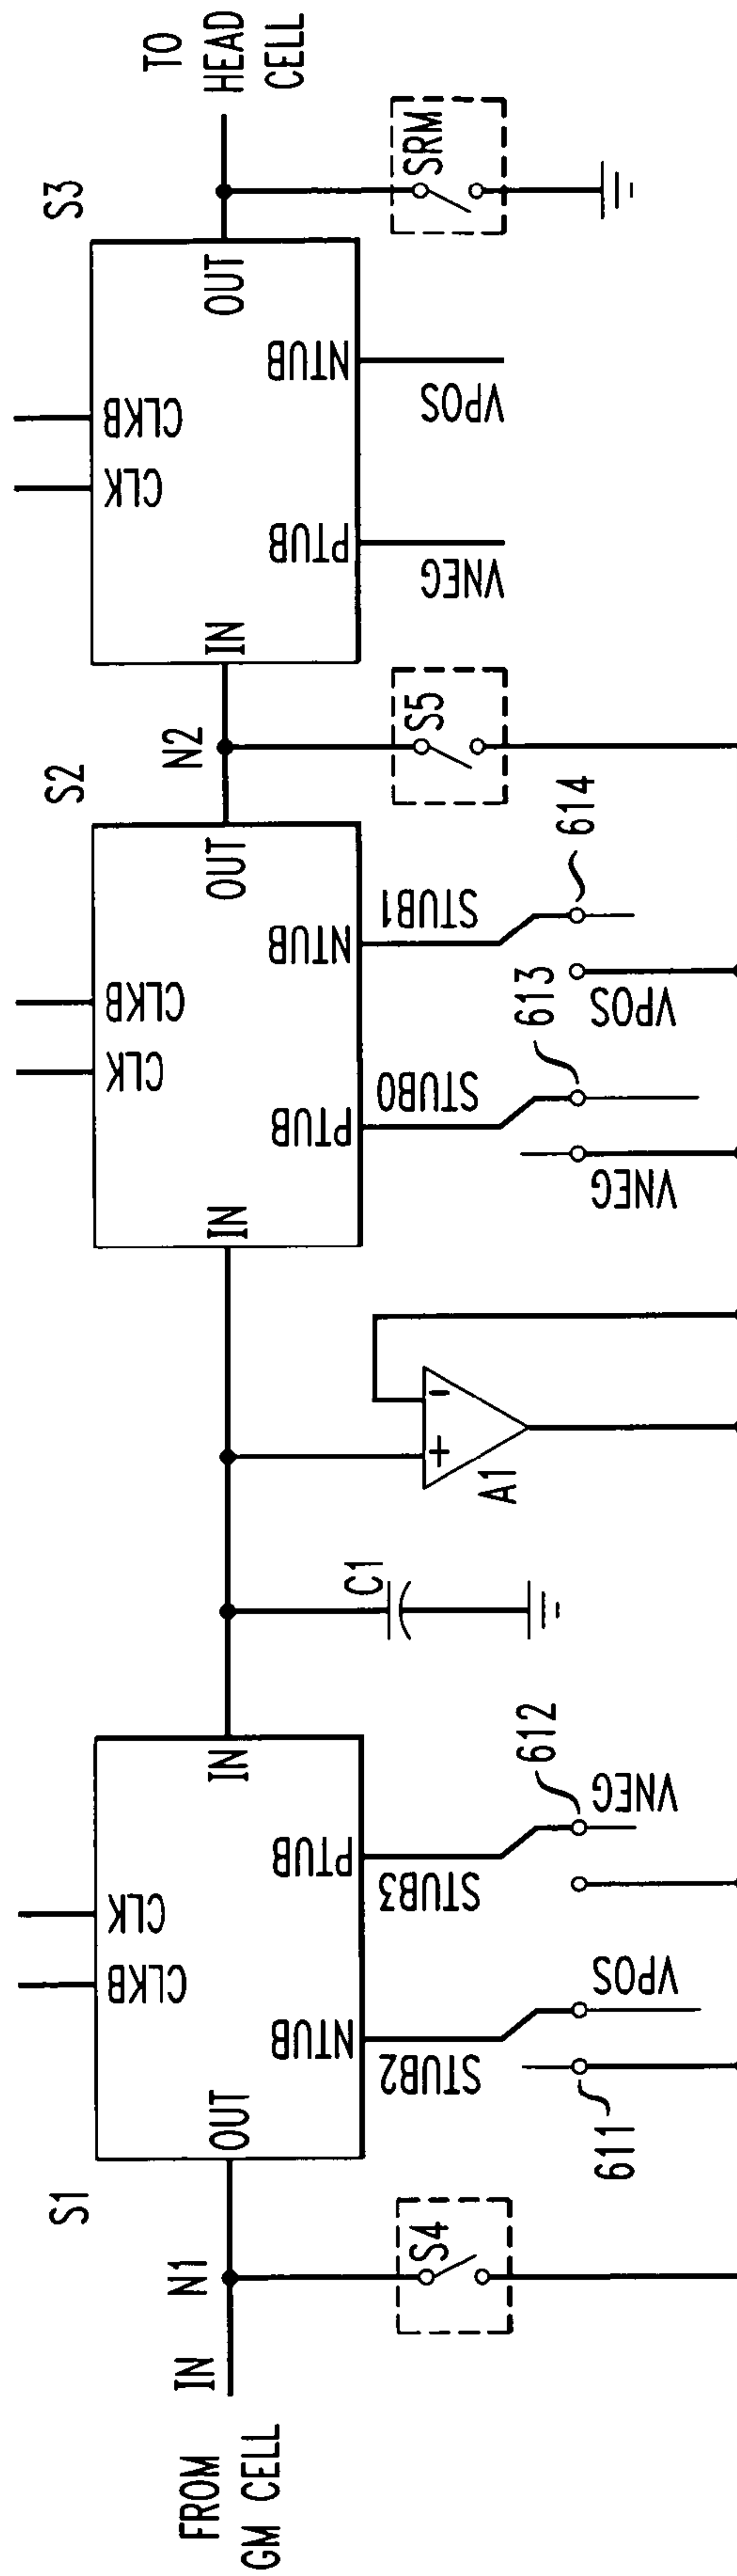 FROM
GM CELL
IN
N1
S4
S1
OUT
IN
CLKB
CLK
NTUB
PTUB
STUB2
STUB3
611
VPOS
612
VNEG
C1
A1
+
-
S2
IN
OUT
CLK
CLKB
PTUB
NTUB
STUB0
STUB1
VNEG
613
VPOS
614
N2
S5
S3
IN
OUT
CLK
CLKB
PTUB
NTUB
VNEG
VPOS
SRM
TO
HEAD
CELL